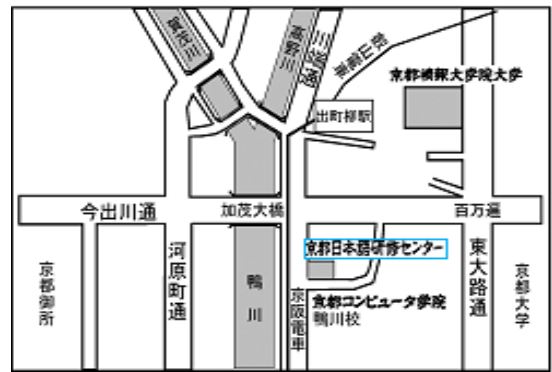 賀茂川
高野川
川端通
叡山電車
京都情報大学院大学
出町柳駅
今出川通
加茂大橋
百万遍
京都日本語研修センター
京都御所
河原町通
鴨川
京阪電車
京都コンピュータ学院
鴨川校
東大路通
京都大学